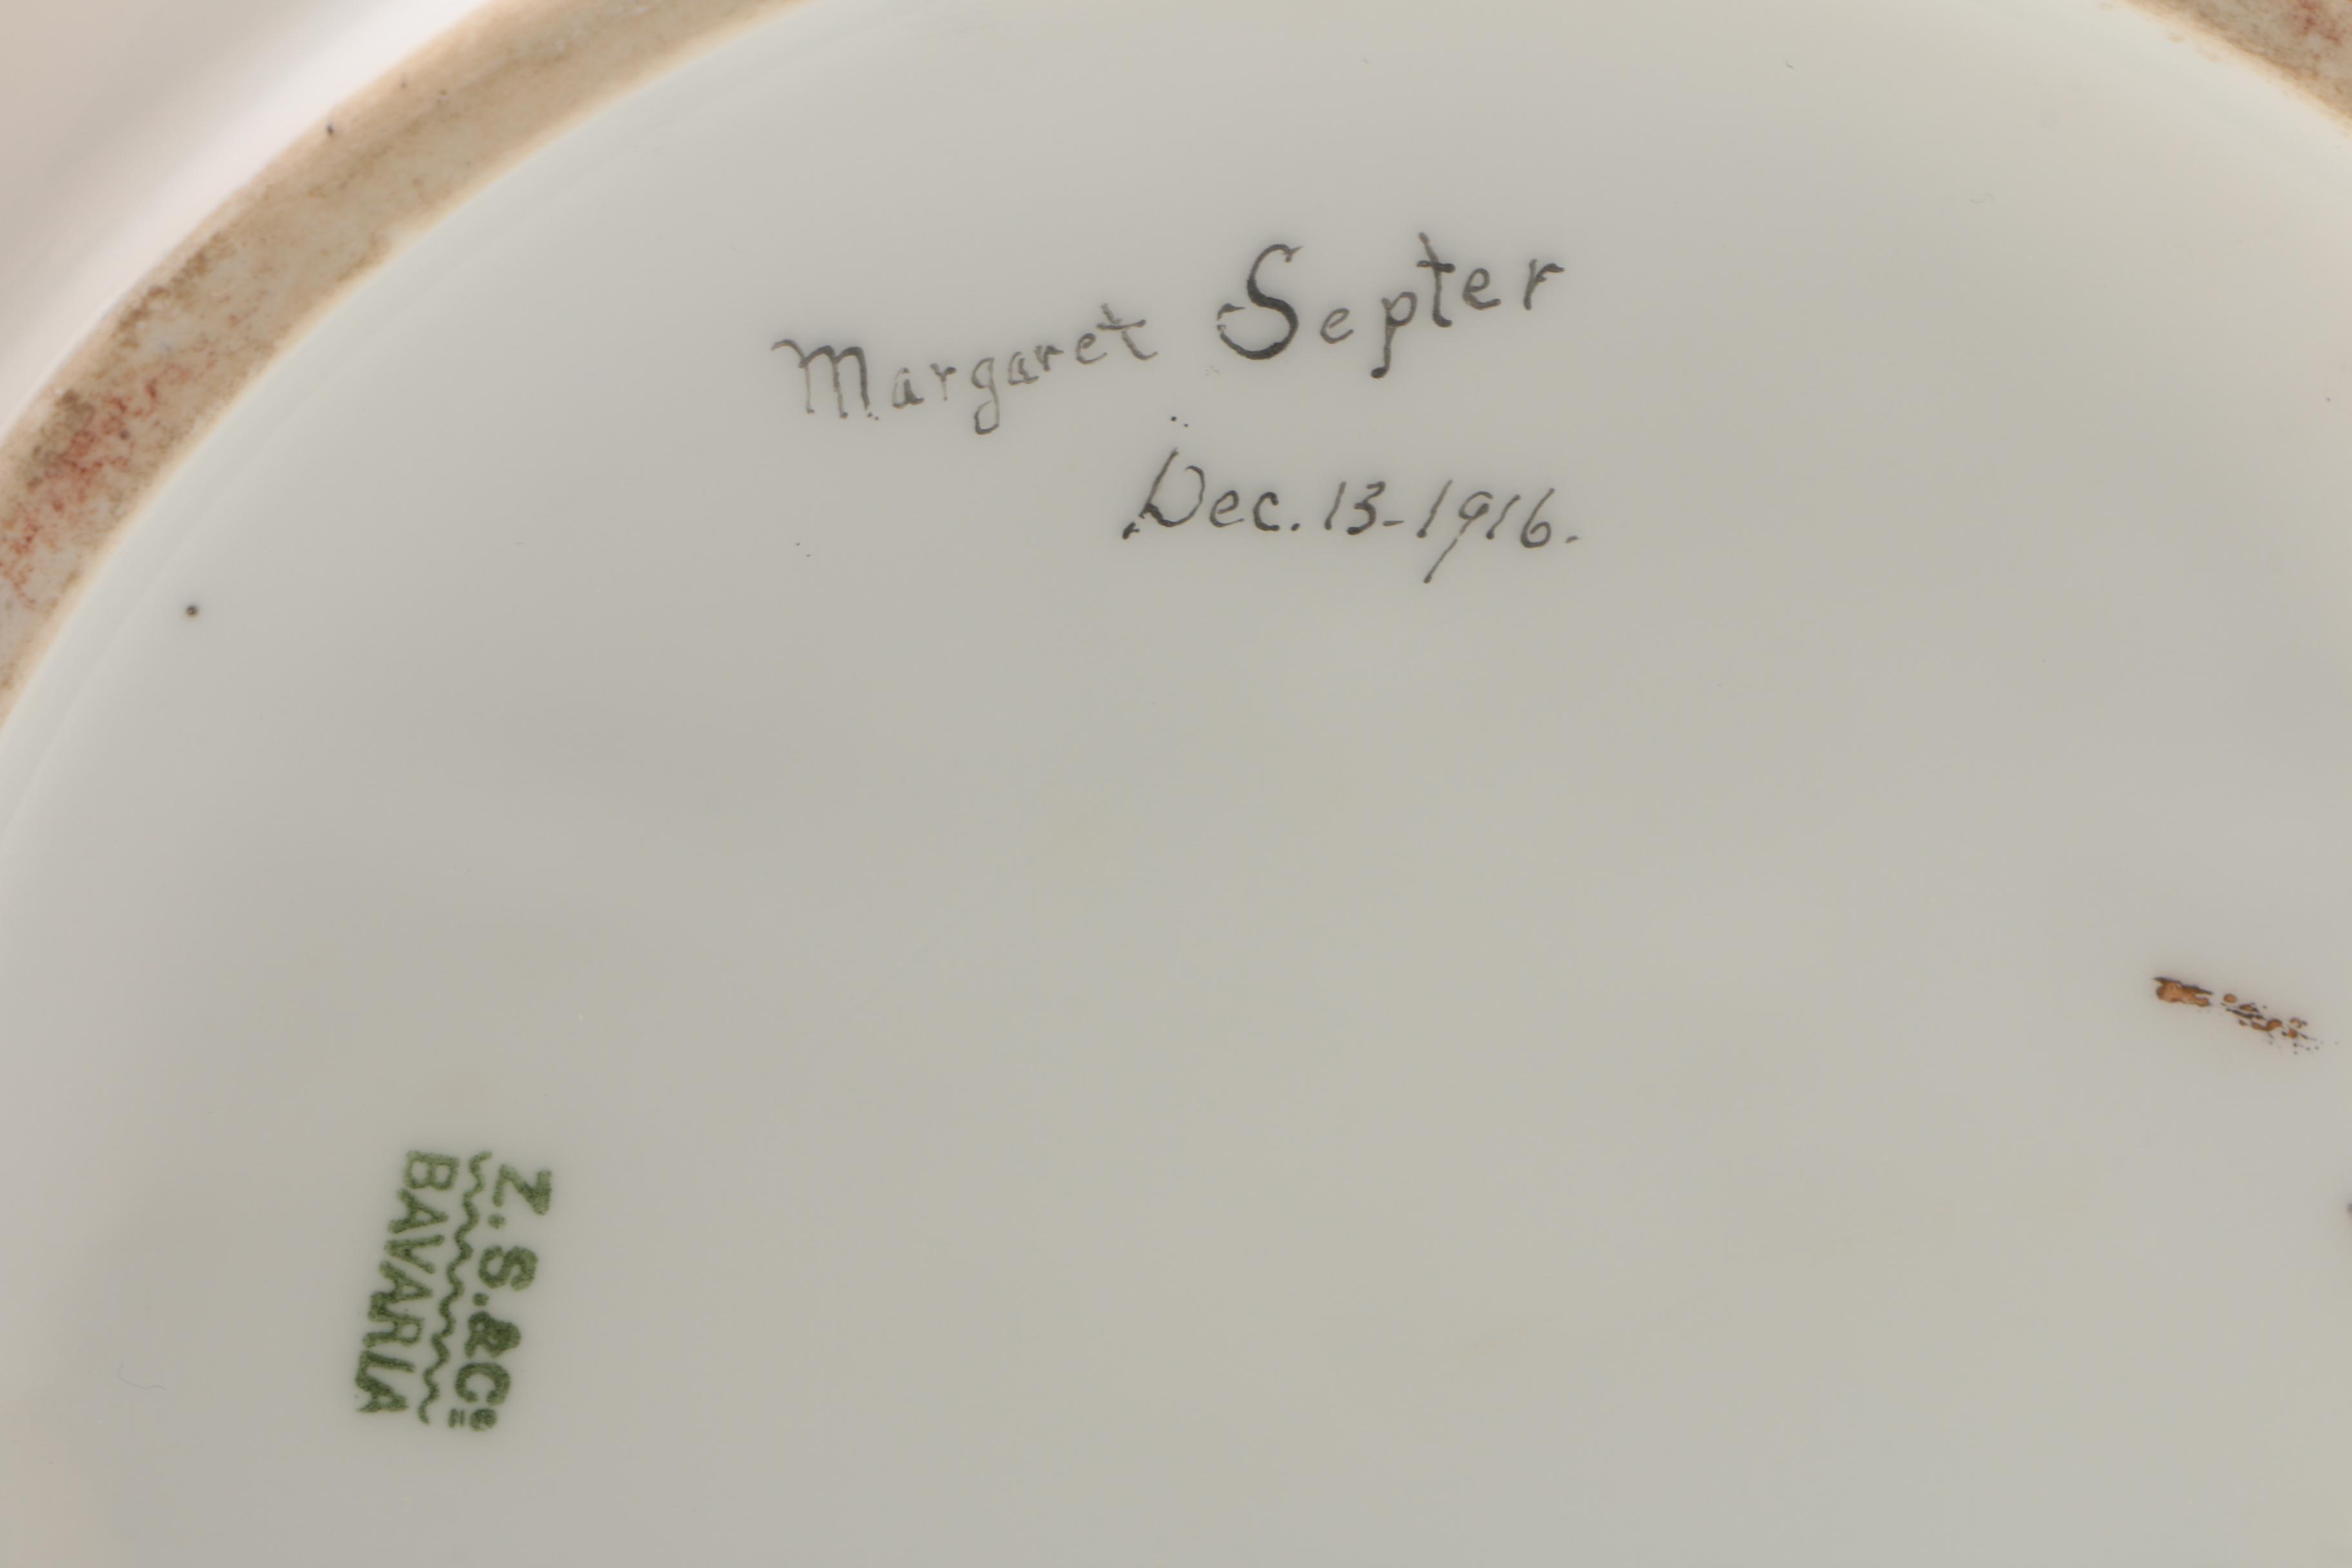 Margaret Septer
Dec. 13-1916.
Z.S.&Co
BAVARIA